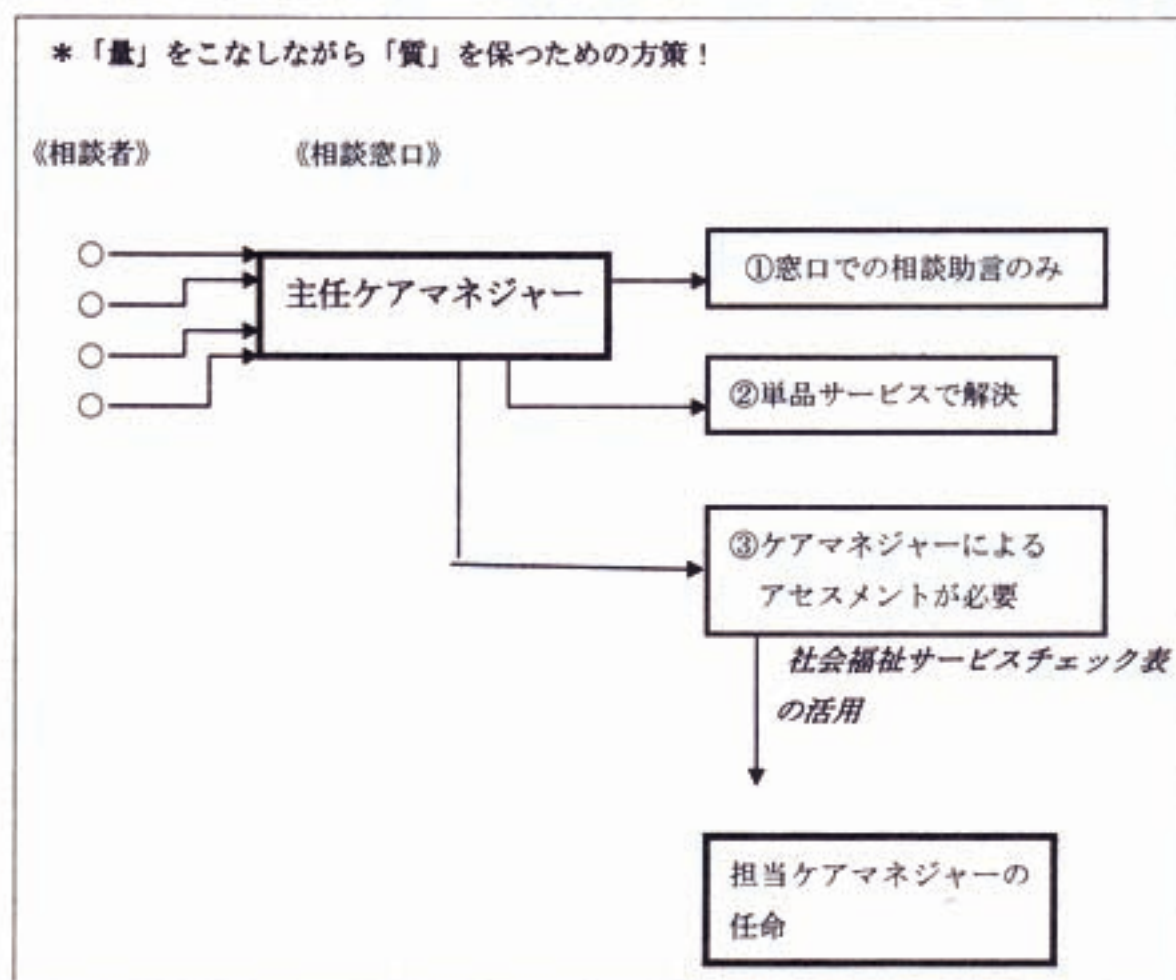 ＊「量」をこなしながら「質」を保つための方策！
《相談者》　《相談窓口》
主任ケアマネジャー
①窓口での相談助言のみ
②単品サービスで解決
③ケアマネジャーによる
アセスメントが必要
社会福祉サービスチェック表
の活用
担当ケアマネジャーの
任命